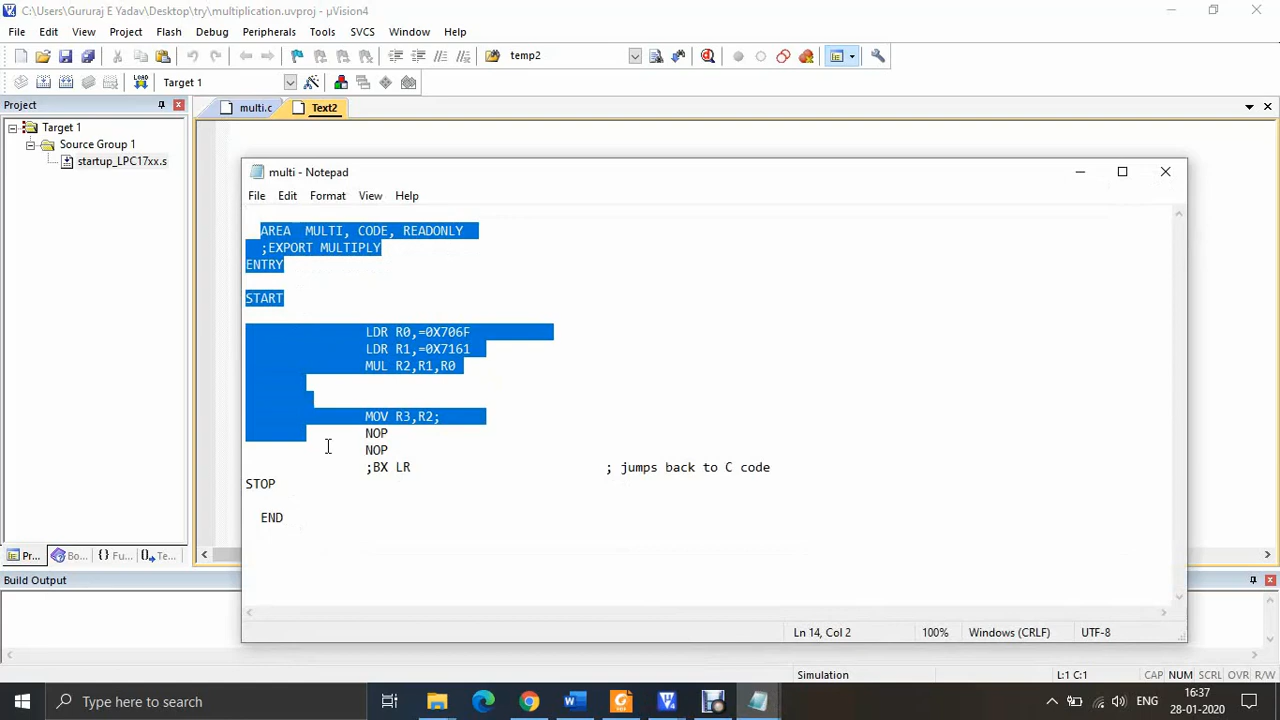 C:\Users\Gururaj E Yadav\Desktop\try\multiplication.uvproj - µVision4
File Edit View Project Flash Debug Peripherals Tools SVCS Window Help
temp2
LOAD Target 1
Project
multi.c Text2
Target 1
Source Group 1
startup_LPC17xx.s
multi - Notepad
File Edit Format View Help
AREA MULTI, CODE, READONLY
;EXPORT MULTIPLY
ENTRY
START
LDR R0,=0X706F
LDR R1,=0X7161
MUL R2,R1,R0
MOV R3,R2;
NOP
NOP
;BX LR ; jumps back to C code
STOP
END
Pr... Bo... {} Fu... Te...
Build Output
Ln 14, Col 2 100% Windows (CRLF) UTF-8
Simulation L:1 C:1 CAP NUM SCRL OVR R/W
Type here to search
ENG 16:37
28-01-2020